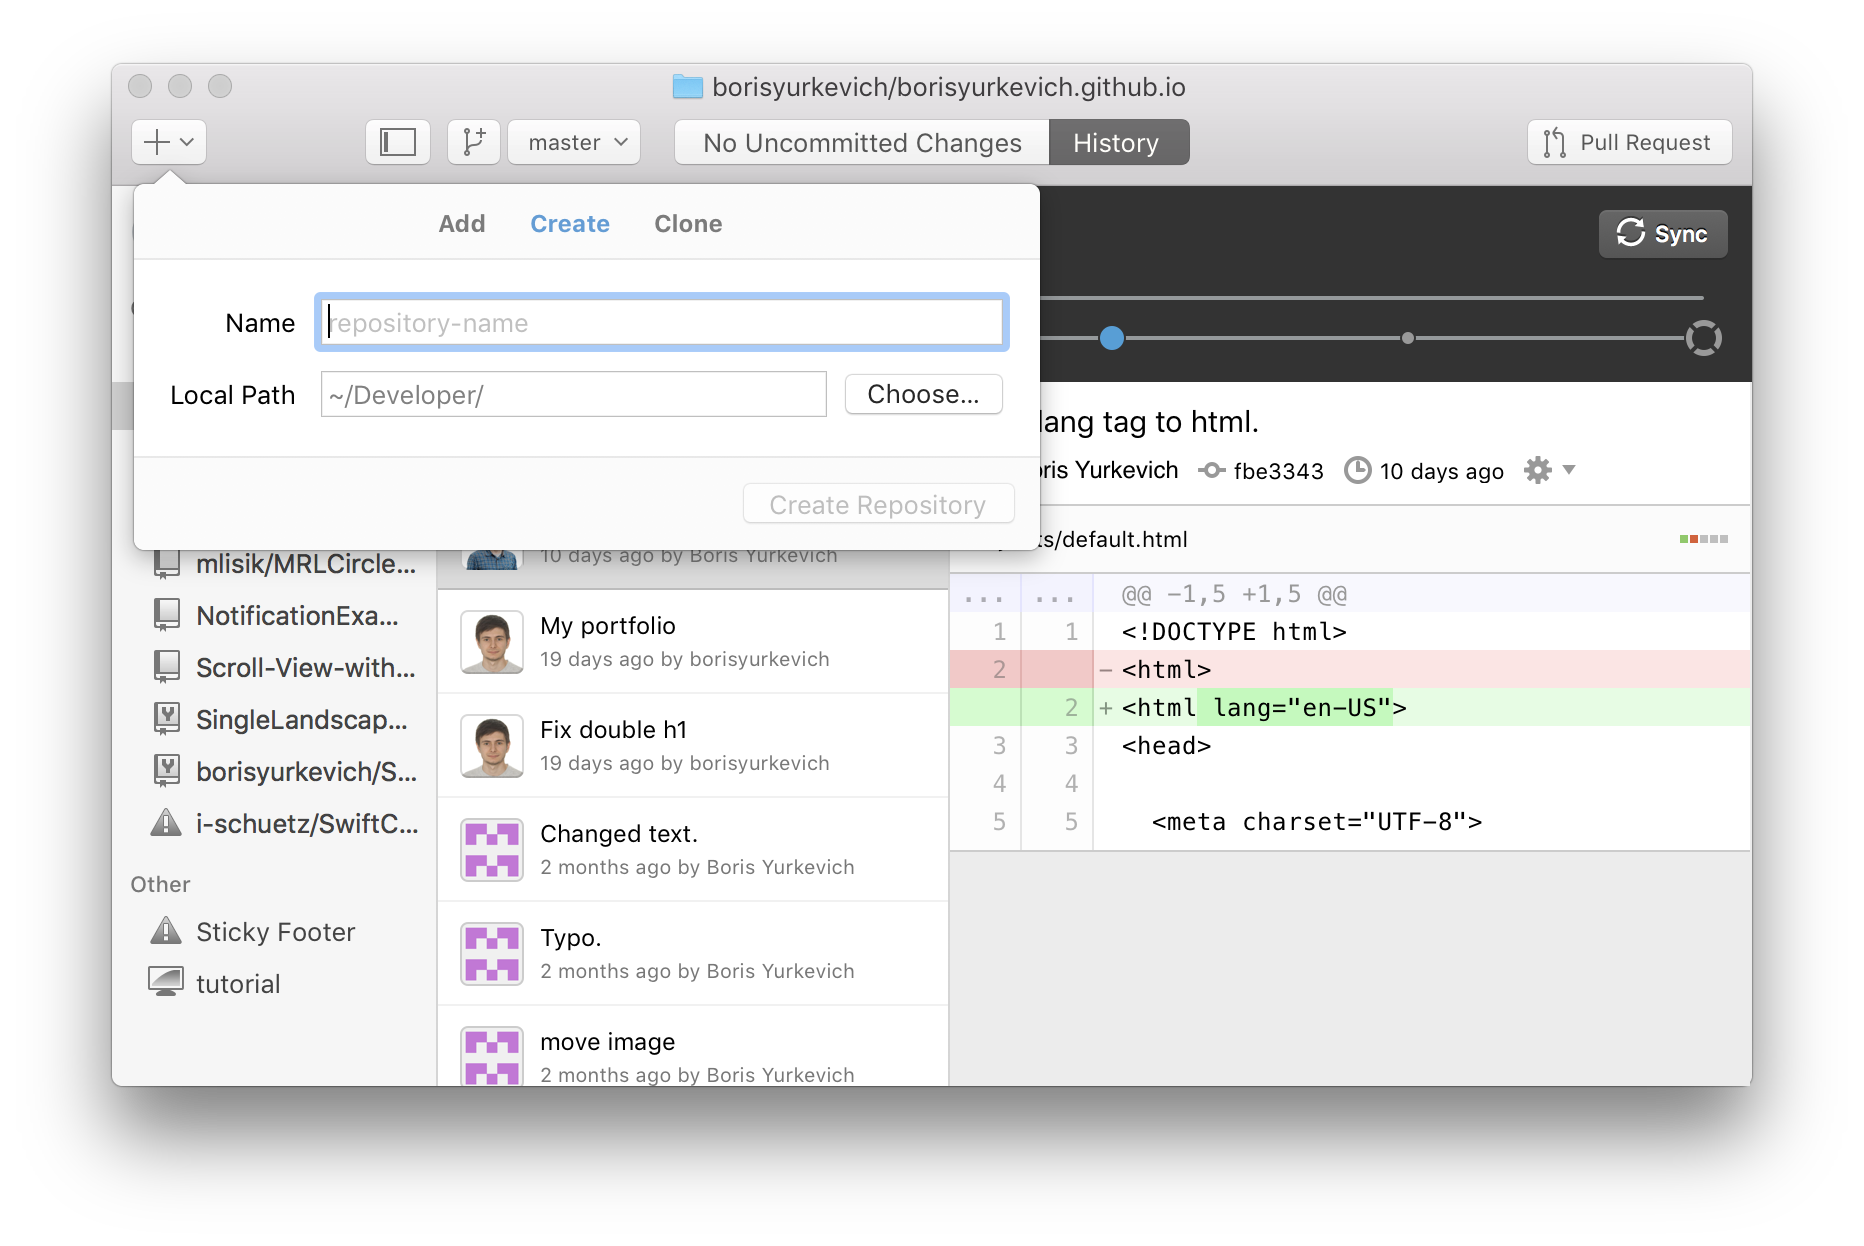 borisyurkevich/borisyurkevich.github.io
master
No Uncommitted Changes
History
Pull Request
Add
Create
Clone
Name
repository-name
Local Path
~/Developer/
Choose...
Create Repository
Sync
lang tag to html.
Yurkevich
fbe3343
10 days ago
/default.html
mlisik/MRLCircle...
NotificationExa...
Scroll-View-with...
SingleLandscap...
borisyurkevich/S...
i-schuetz/SwiftC...
Other
Sticky Footer
tutorial
10 days ago by Boris Yurkevich
My portfolio
19 days ago by borisyurkevich
Fix double h1
19 days ago by borisyurkevich
Changed text.
2 months ago by Boris Yurkevich
Typo.
2 months ago by Boris Yurkevich
move image
2 months ago by Boris Yurkevich
... ... @@ -1,5 +1,5 @@
1 1 <!DOCTYPE html>
2 - <html>
2 + <html lang="en-US">
3 3 <head>
4 4
5 5 <meta charset="UTF-8">